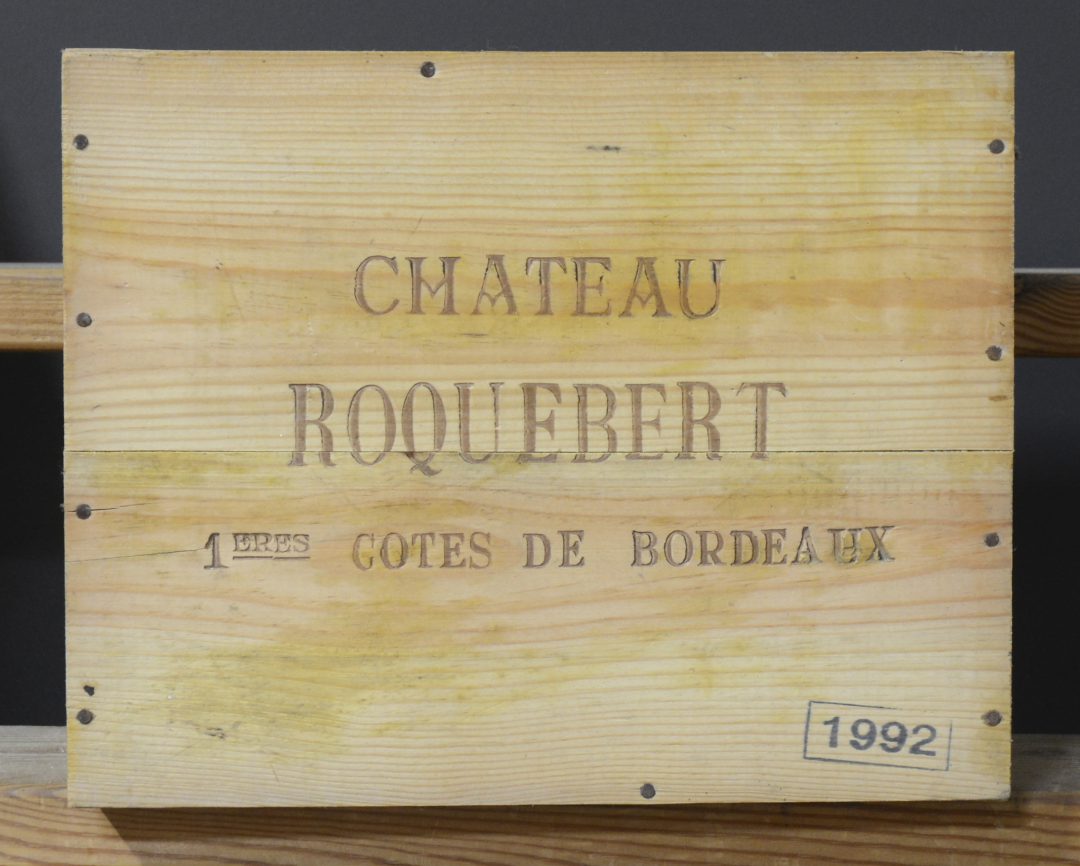 CHATEAU
ROQUEBERT
1ERES COTES DE BORDEAUX
1992